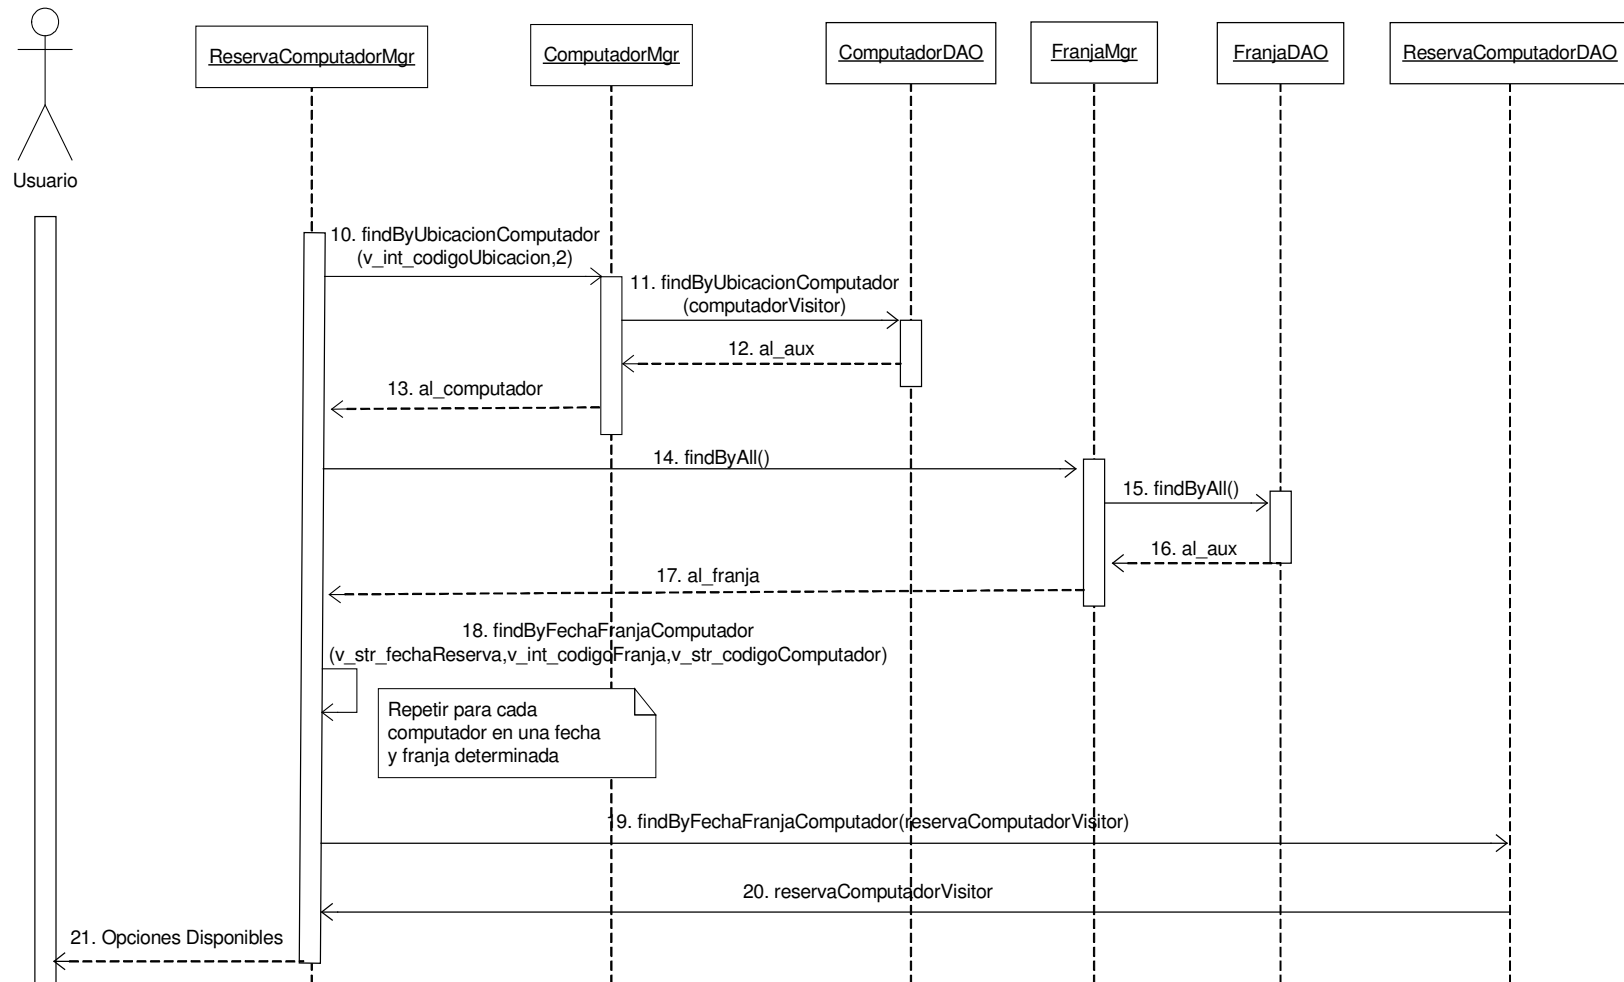 ReservaComputadorMgr
ComputadorMgr
ComputadorDAO
FranjaMgr
FranjaDAO
ReservaComputadorDAO
Usuario
10. findByUbicacionComputador
(v_int_codigoUbicacion,2)
11. findByUbicacionComputador
(computadorVisitor)
12. al_aux
13. al_computador
14. findByAll()
15. findByAll()
16. al_aux
17. al_franja
18. findByFechaFranjaComputador
(v_str_fechaReserva,v_int_codigoFranja,v_str_codigoComputador)
Repetir para cada
computador en una fecha
y franja determinada
19. findByFechaFranjaComputador(reservaComputadorVisitor)
20. reservaComputadorVisitor
21. Opciones Disponibles